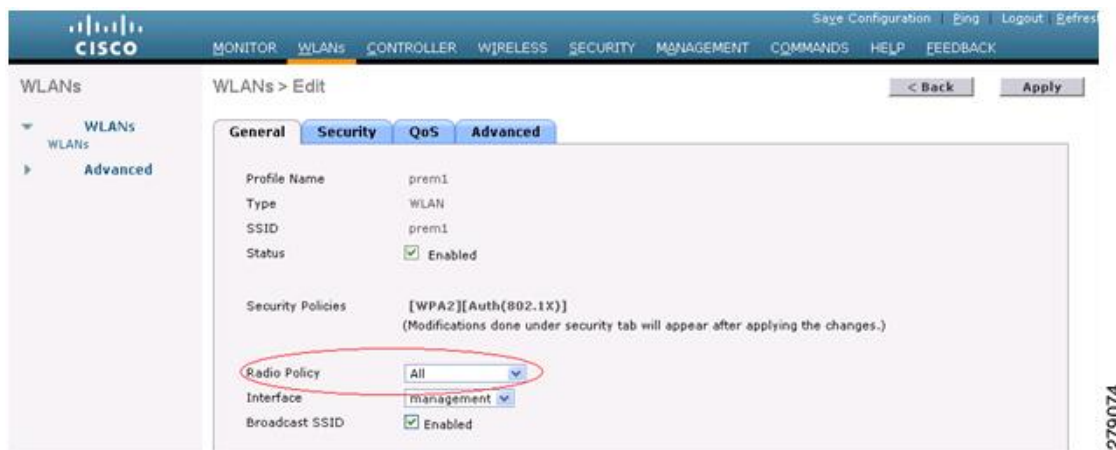 Save Configuration Ping Logout Refres
CISCO MONITOR WLANs CONTROLLER WIRELESS SECURITY MANAGEMENT COMMANDS HELP FEEDBACK
WLANs
WLANs > Edit
< Back
Apply
WLANs
WLANs
Advanced
General Security QoS Advanced
Profile Name prem1
Type WLAN
SSID prem1
Status Enabled
Security Policies [WPA2][Auth(802.1X)]
(Modifications done under security tab will appear after applying the changes.)
Radio Policy All
Interface management
Broadcast SSID Enabled
279074